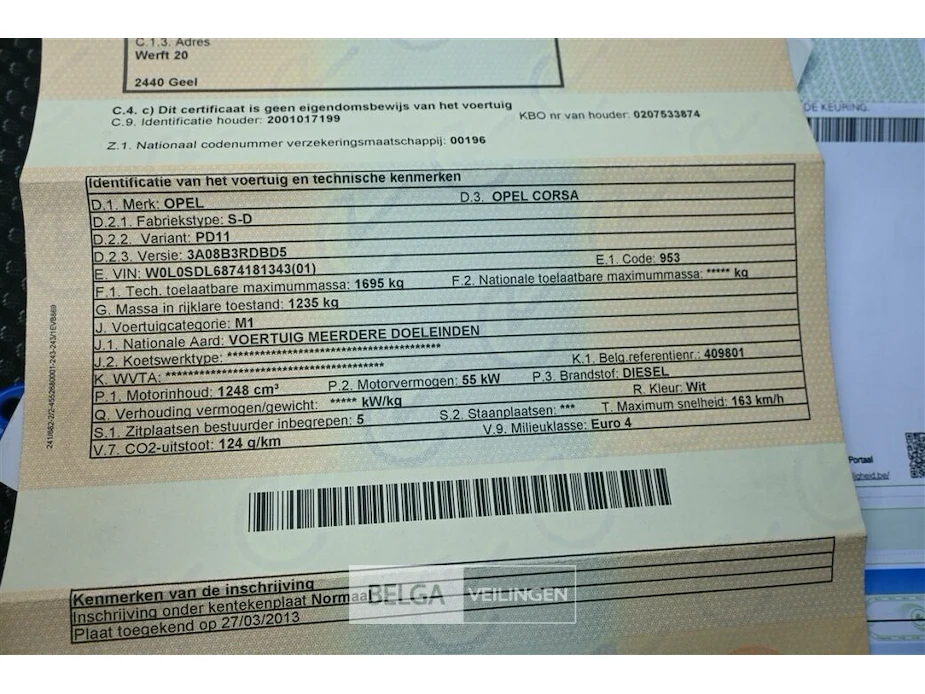 C.1.3. Adres
Werft 20
2440 Geel
C.4. c) Dit certificaat is geen eigendomsbewijs van het voertuig
C.9. Identificatie houder: 2001017199 KBO nr van houder: 0207533874
Z.1. Nationaal codenummer verzekeringsmaatschappij: 00196
DE KEURING.
Identificatie van het voertuig en technische kenmerken
D.1. Merk: OPEL D.3. OPEL CORSA
D.2.1. Fabriekstype: S-D
D.2.2. Variant: PD11
D.2.3. Versie: 3A08B3RDBD5
E. VIN: W0L0SDL6874181343(01) E.1. Code: 953
F.1. Tech. toelaatbare maximummassa: 1695 kg F.2. Nationale toelaatbare maximummassa: ***** kg
G. Massa in rijklare toestand: 1235 kg
J. Voertuigcategorie: M1
J.1. Nationale Aard: VOERTUIG MEERDERE DOELEINDEN
J.2. Koetswerktype: ****************************************
K. WVTA: **************************************** K.1. Belg.referentienr.: 409801
P.1. Motorinhoud: 1248 cm³ P.2. Motorvermogen: 55 kW P.3. Brandstof: DIESEL
Q. Verhouding vermogen/gewicht: ***** kW/kg R. Kleur: Wit
S.1. Zitplaatsen bestuurder inbegrepen: 5 S.2. Staanplaatsen: *** T. Maximum snelheid: 163 km/h
V.7. CO2-uitstoot: 124 g/km V.9. Milieuklasse: Euro 4
Portaal
Kenmerken van de inschrijving
Inschrijving onder kentekenplaat Normaal
Plaat toegekend op 27/03/2013
BELGA VEILINGEN